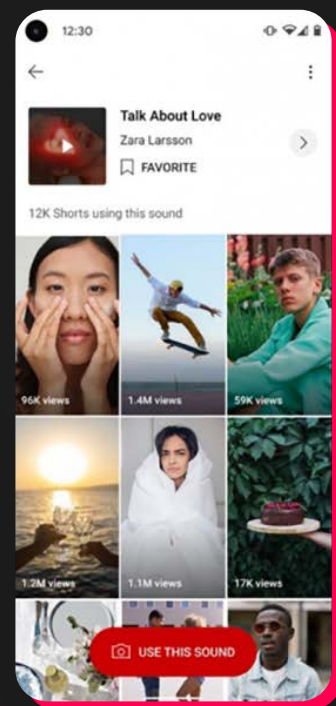 12:30
Talk About Love
Zara Larsson
FAVORITE
12K Shorts using this sound
96K views
1.4M views
59K views
1.2M views
1.1M views
17K views
USE THIS SOUND